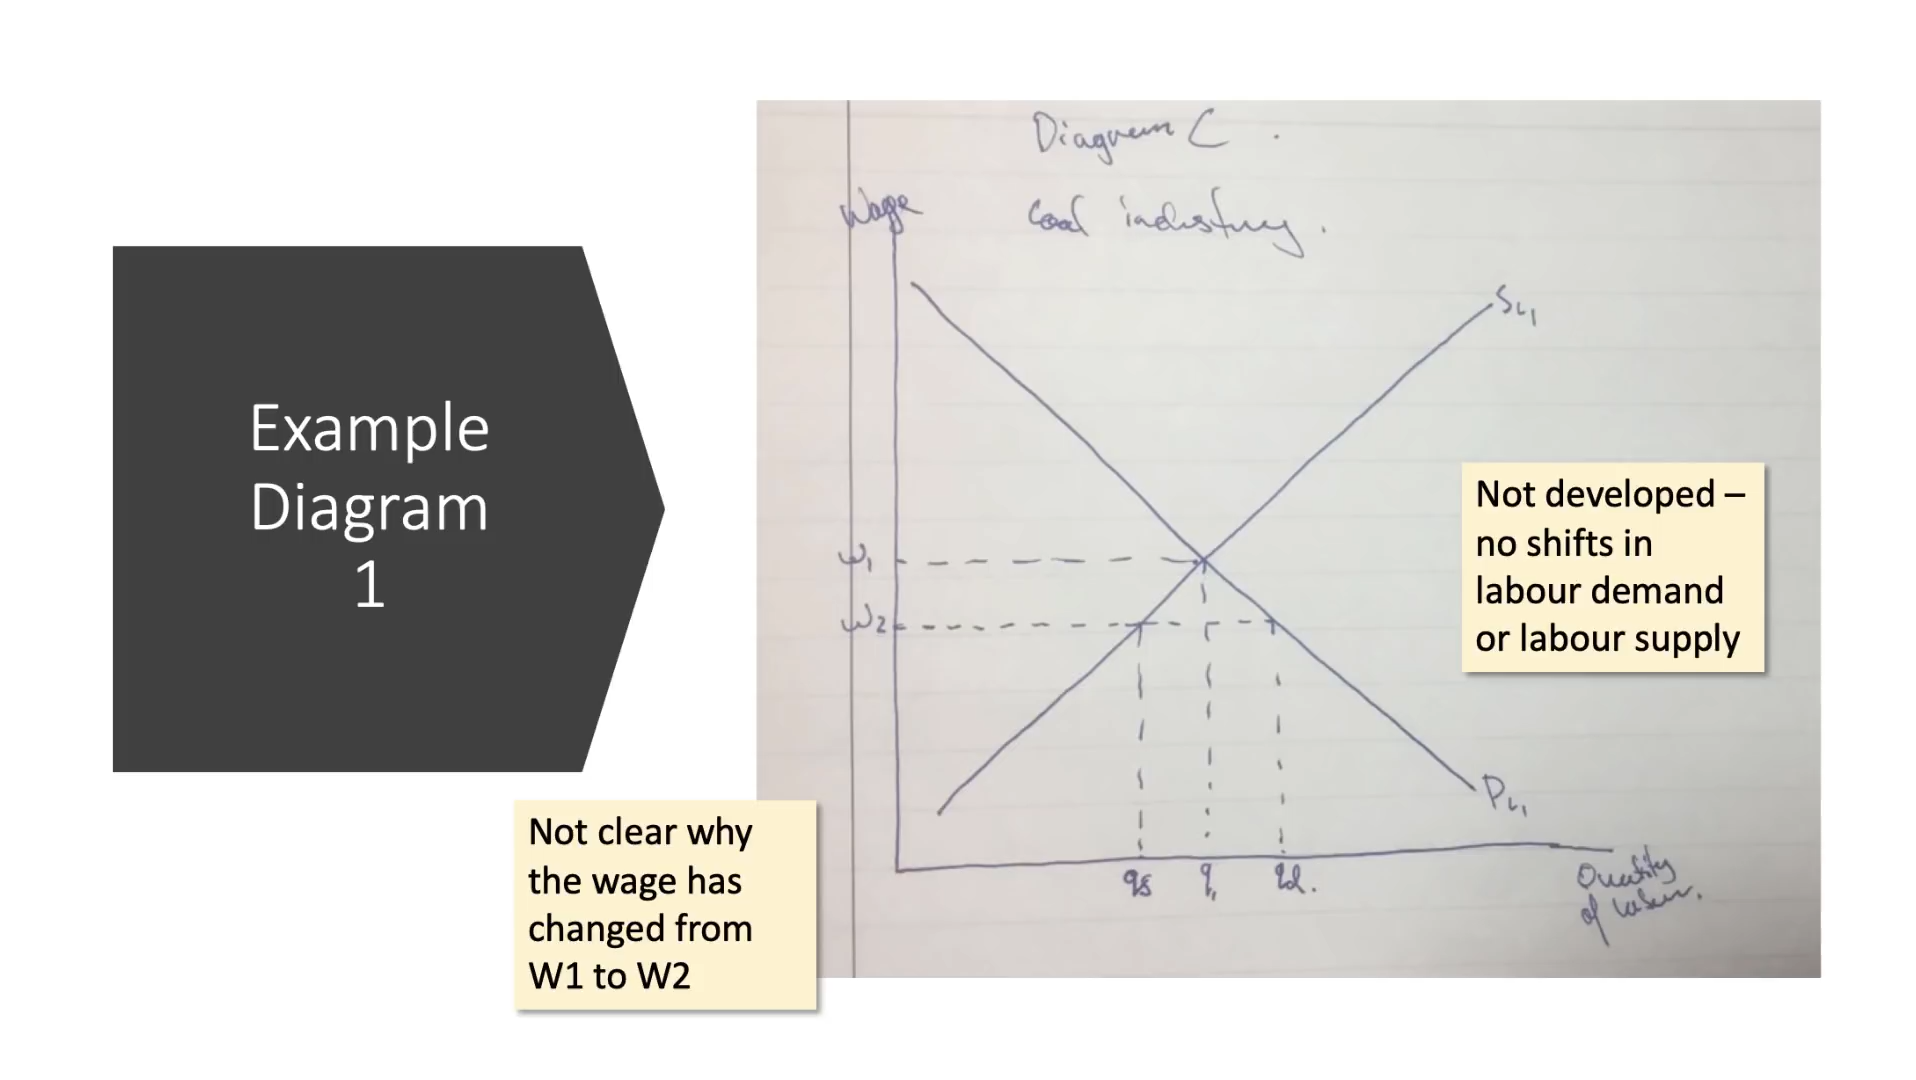 Example
Diagram
1
Diagram C.
Wage
Coal industry.
SL1
Not developed –
no shifts in
labour demand
or labour supply
W1
W2
DL1
Not clear why
the wage has
changed from
W1 to W2
qs q1 qd.
Quantity
of labour.